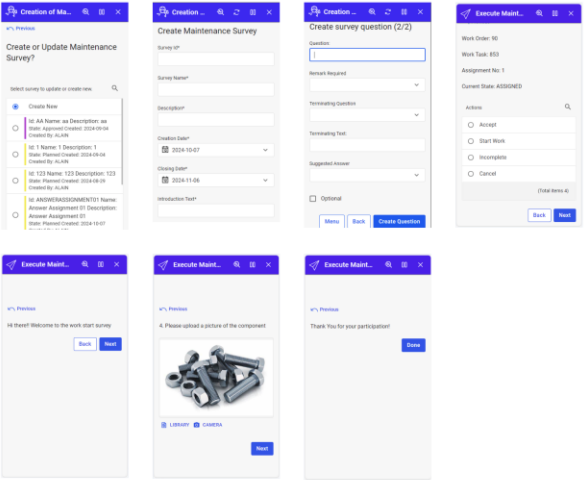 Creation of Ma...
Previous
Create or Update Maintenance
Survey?
Select survey to update or create new.
Create New
Id: AA Name: aa Description: aa
State: Approved Created: 2024-09-04
Created By: ALAIN
Id: 1 Name: 1 Description: 1
State: Planned Created: 2024-09-04
Created By: ALAIN
Id: 123 Name: 123 Description: 123
State: Planned Created: 2024-08-29
Created By: ALAIN
Id: ANSWERASSIGNMENT01 Name:
Answer Assignment 01 Description:
Answer Assignment 01
State: Planned Created: 2024-10-07
Creation ...
Create Maintenance Survey
Survey Id*
Survey Name*
Description*
Creation Date*
2024-10-07
Closing Date*
2024-11-06
Introduction Text*
Creation ...
Create survey question (2/2)
Question
Remark Required
Terminating Question
Terminating Text
Suggested Answer
Optional
Menu
Back
Create Question
Execute Maint...
Work Order: 90
Work Task: 853
Assignment No: 1
Current State: ASSIGNED
Actions
Accept
Start Work
Incomplete
Cancel
(Total items 4)
Back
Next
Execute Maint...
Previous
Hi there!! Welcome to the work start survey
Back
Next
Execute Maint...
Previous
4. Please upload a picture of the component
LIBRARY
CAMERA
Next
Execute Maint...
Previous
Thank You for your participation!
Done